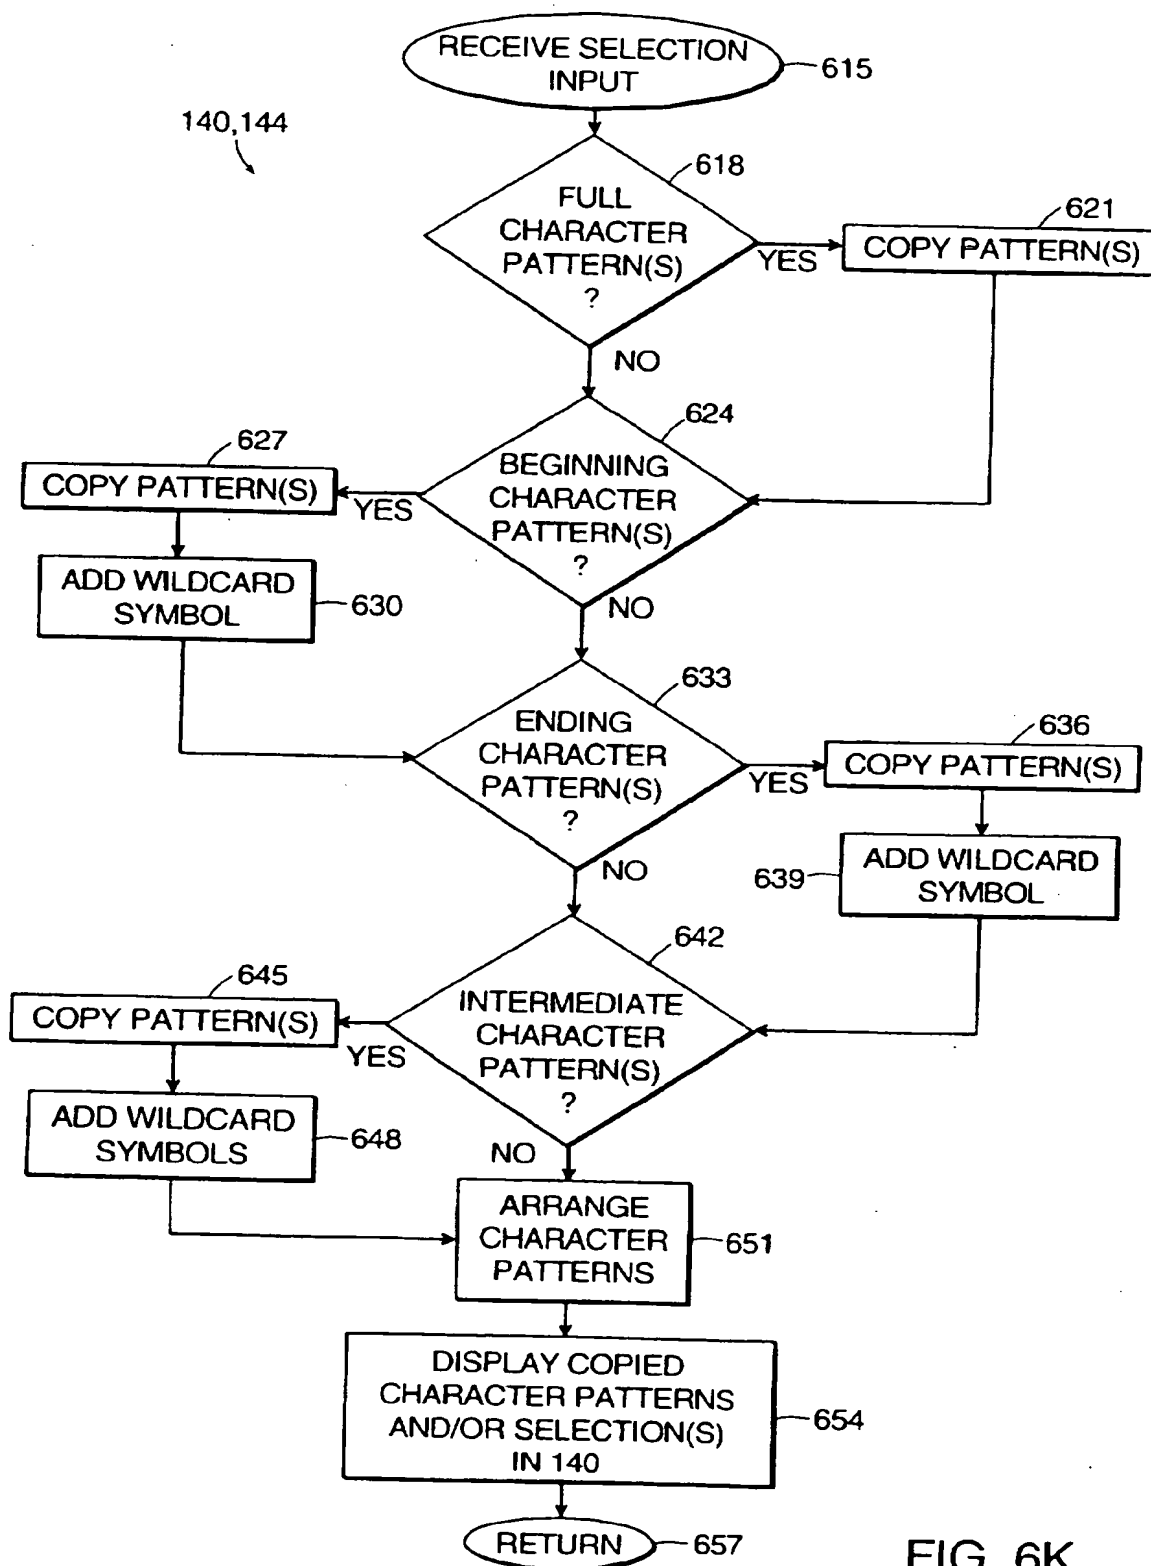 RECEIVE SELECTION
INPUT
615
140,144
618
FULL
CHARACTER
PATTERN(S)
?
YES
621
COPY PATTERN(S)
NO
624
BEGINNING
CHARACTER
PATTERN(S)
?
YES
627
COPY PATTERN(S)
ADD WILDCARD
SYMBOL
630
NO
633
ENDING
CHARACTER
PATTERN(S)
?
YES
636
COPY PATTERN(S)
639
ADD WILDCARD
SYMBOL
NO
642
INTERMEDIATE
CHARACTER
PATTERN(S)
?
YES
645
COPY PATTERN(S)
ADD WILDCARD
SYMBOLS
648
NO
ARRANGE
CHARACTER
PATTERNS
651
DISPLAY COPIED
CHARACTER PATTERNS
AND/OR SELECTION(S)
IN 140
654
RETURN
657
FIG. 6K